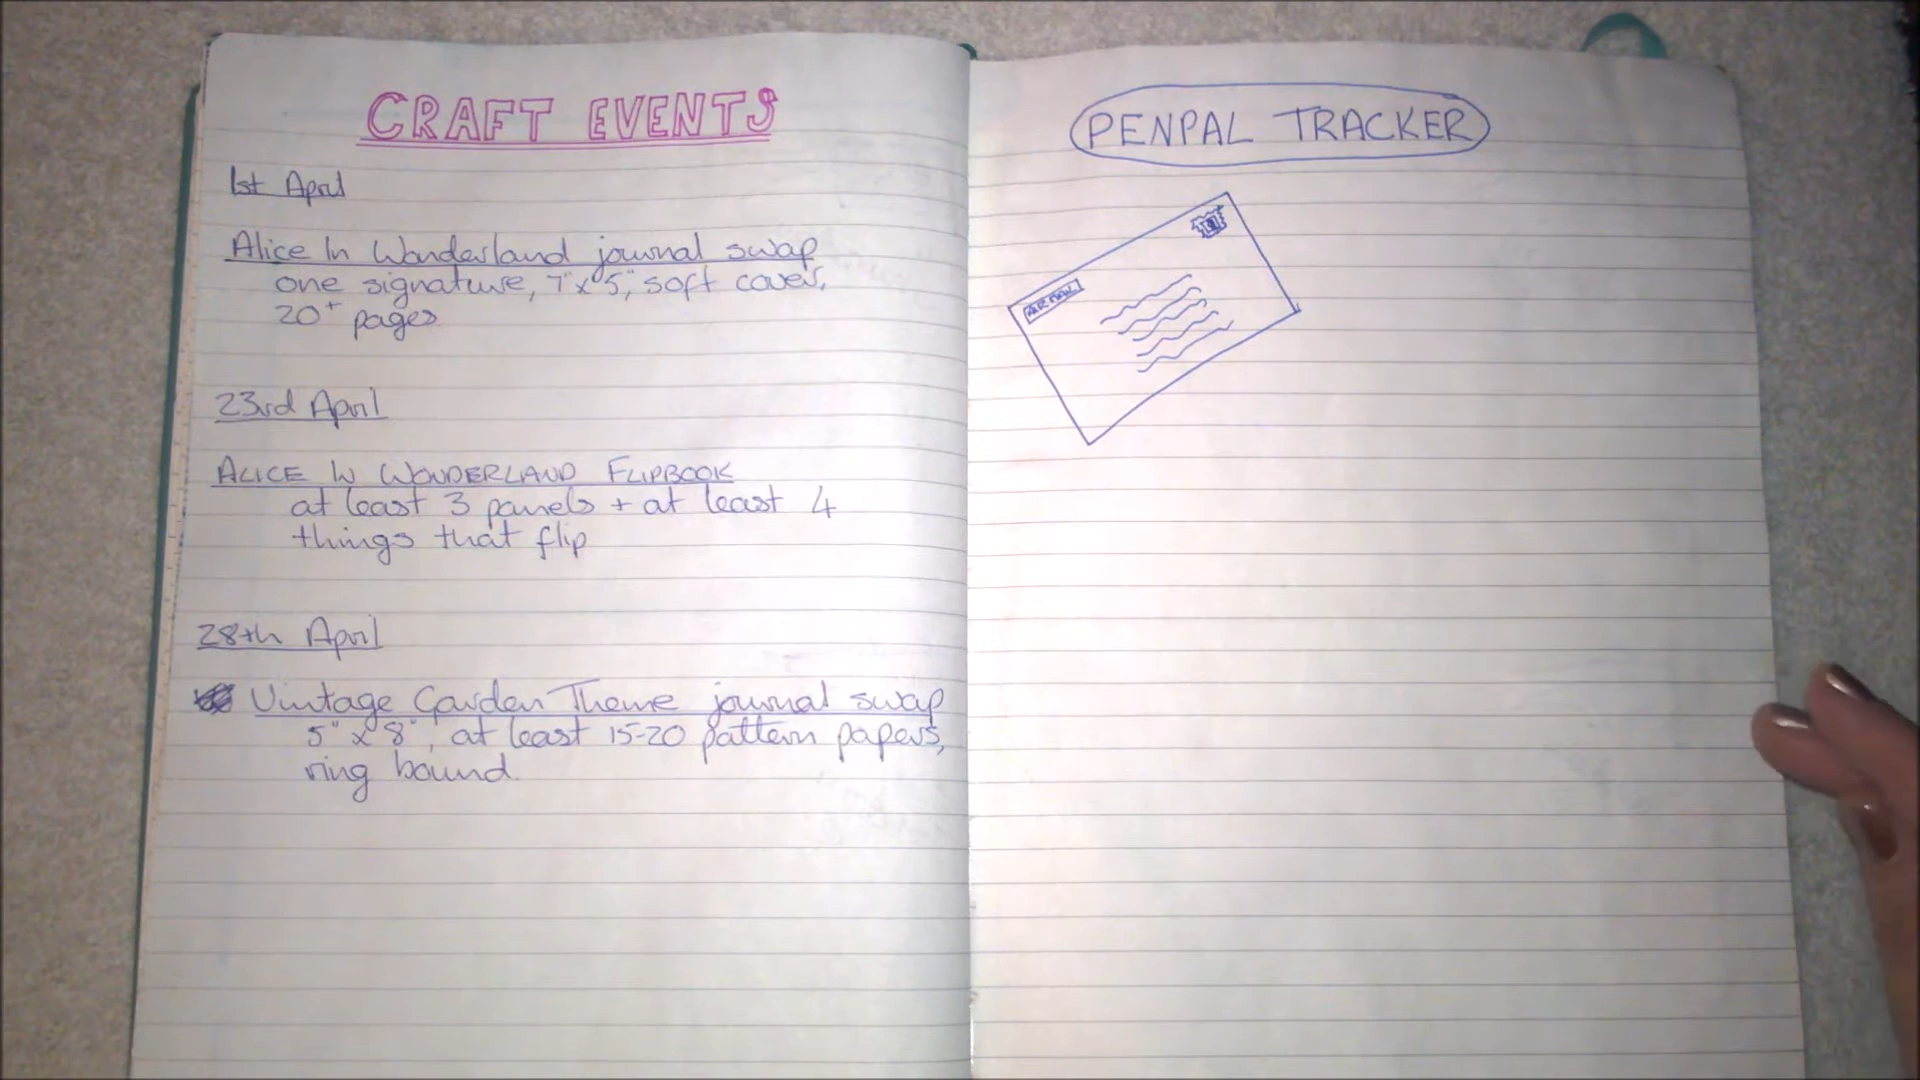 CRAFT EVENTS
1st April
Alice In Wonderland journal swap
one signature, 7"x5", soft cover,
20+ pages
23rd April
ALICE IN WONDERLAND FLIPBOOK
at least 3 panels + at least 4
things that flip
28th April
Vintage Garden Theme journal swap
5" x 8", at least 15-20 pattern papers,
ring bound.
PENPAL TRACKER
AIR MAIL